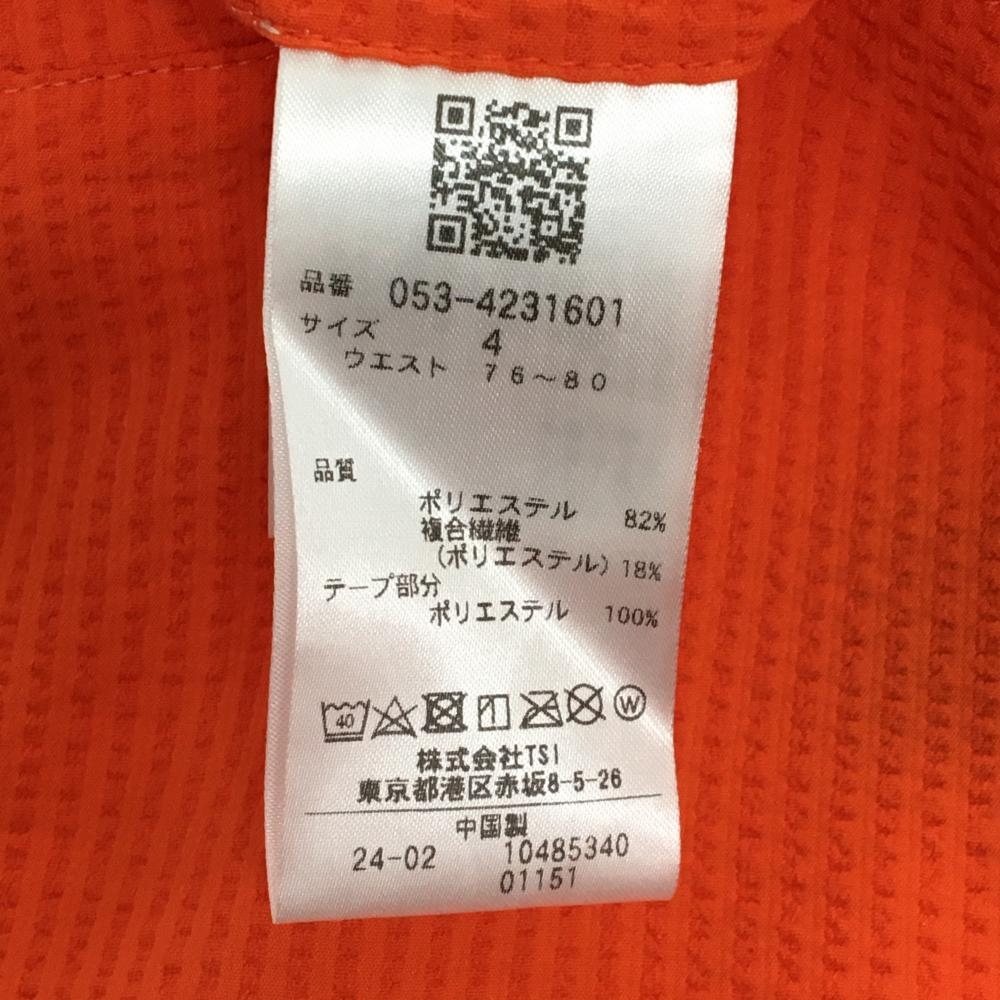 品番 053-4231601
サイズ 4
ウエスト 76～80
品質
ポリエステル 82%
複合繊維
(ポリエステル) 18%
テープ部分
ポリエステル 100%
40 W
株式会社TSI
東京都港区赤坂8-5-26
中国製
24-02 10485340
01151